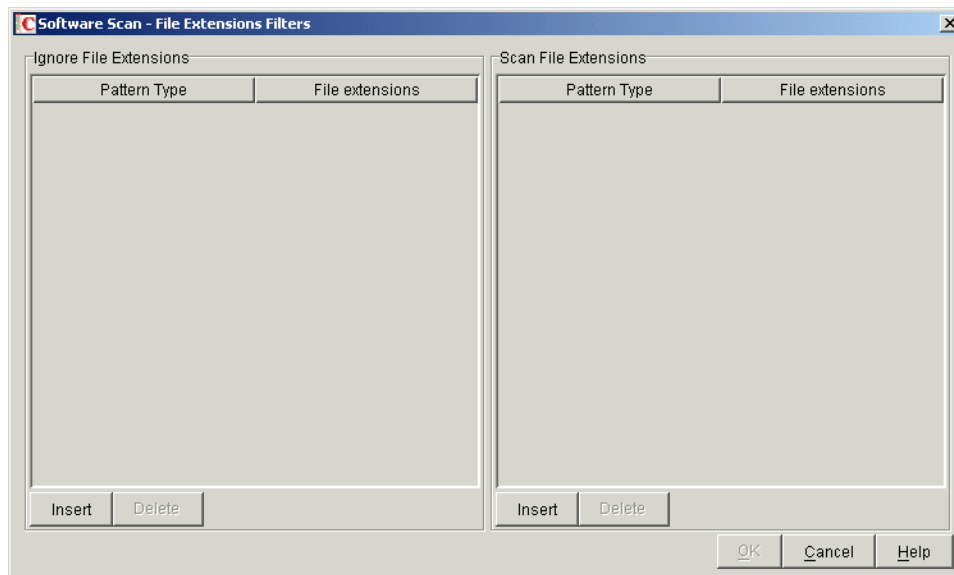 Software Scan - File Extensions Filters
Ignore File Extensions
Pattern Type File extensions
Insert Delete
Scan File Extensions
Pattern Type File extensions
Insert Delete
OK Cancel Help